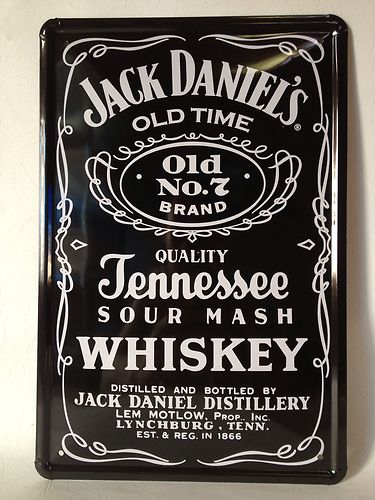 JACK DANIEL'S®
OLD TIME
Old
No.7
BRAND
QUALITY
Tennessee
SOUR MASH
WHISKEY
DISTILLED AND BOTTLED BY
JACK DANIEL DISTILLERY
LEM MOTLOW, PROP., INC.
LYNCHBURG, TENN.
EST. & REG. IN 1866